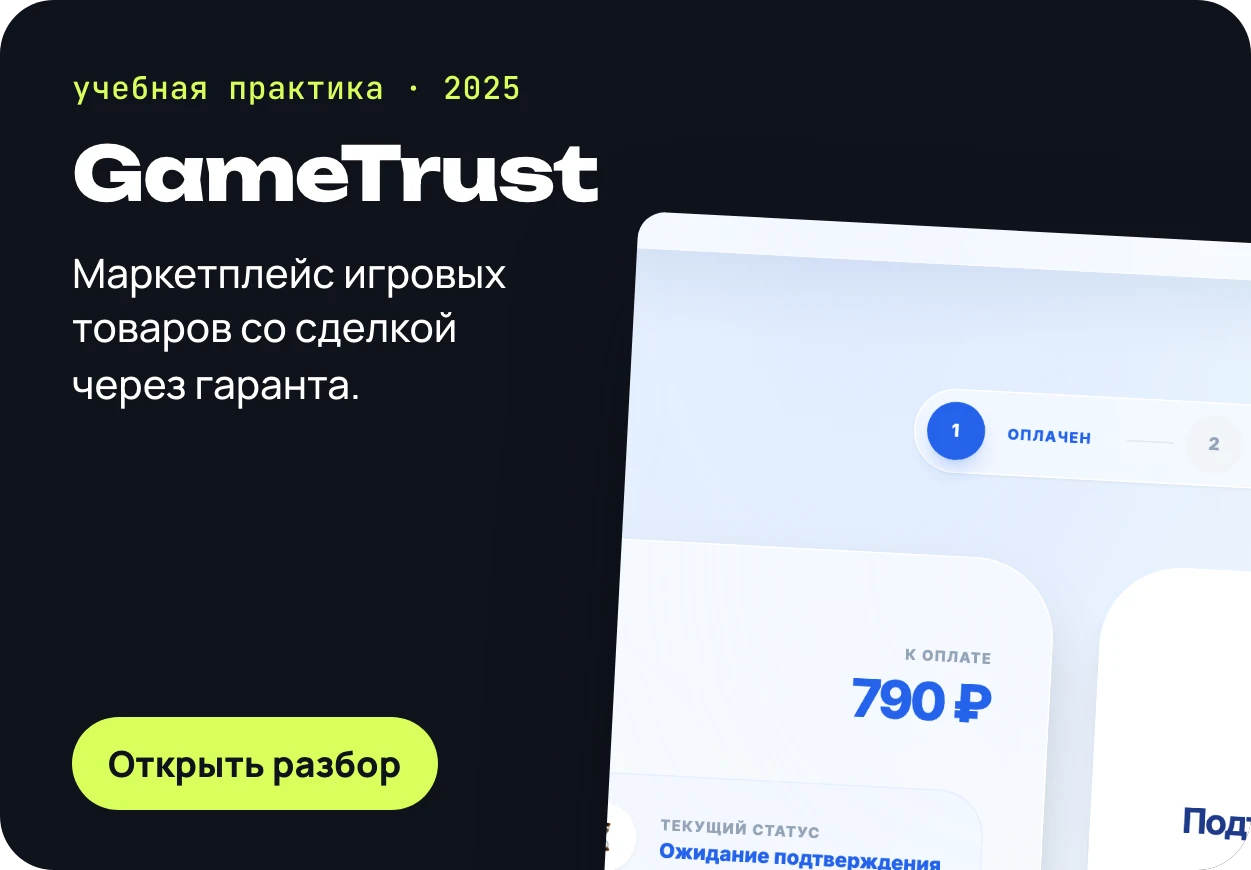 учебная практика · 2025
GameTrust
Маркетплейс игровых
товаров со сделкой
через гаранта.
1 ОПЛАЧЕН 2
К ОПЛАТЕ
790 ₽
ТЕКУЩИЙ СТАТУС
Ожидание подтверждения
Открыть разбор